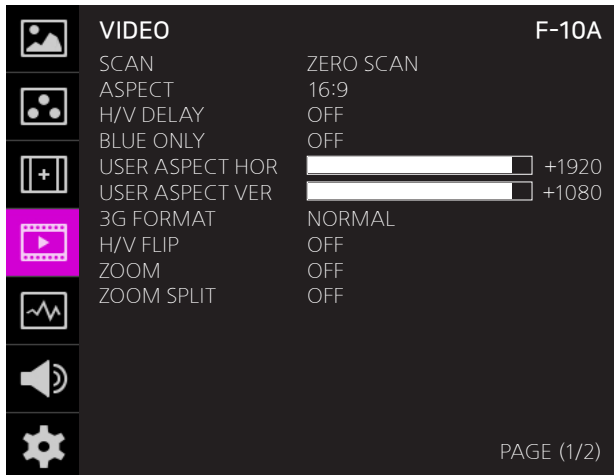 VIDEO F-10A
SCAN ZERO SCAN
ASPECT 16:9
H/V DELAY OFF
BLUE ONLY OFF
USER ASPECT HOR +1920
USER ASPECT VER +1080
3G FORMAT NORMAL
H/V FLIP OFF
ZOOM OFF
ZOOM SPLIT OFF
PAGE (1/2)